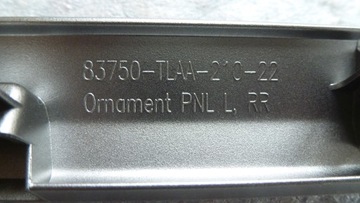 83750-TLAA-210-22
Ornament PNL L, RR